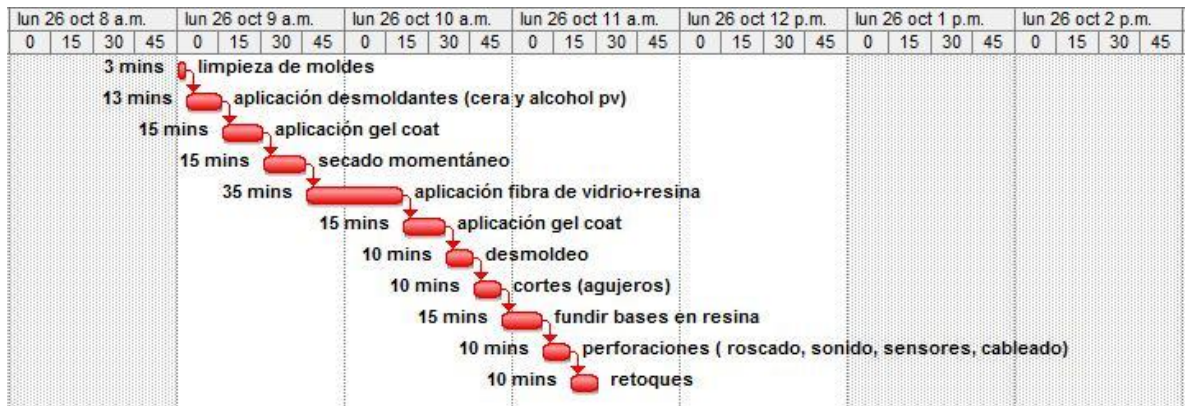 lun 26 oct 8 a.m. lun 26 oct 9 a.m. lun 26 oct 10 a.m. lun 26 oct 11 a.m. lun 26 oct 12 p.m. lun 26 oct 1 p.m. lun 26 oct 2 p.m.
0 15 30 45 0 15 30 45 0 15 30 45 0 15 30 45 0 15 30 45 0 15 30 45 0 15 30 45
3 mins limpieza de moldes
13 mins aplicación desmoldantes (cera y alcohol pv)
15 mins aplicación gel coat
15 mins secado momentáneo
35 mins aplicación fibra de vidrio+resina
15 mins aplicación gel coat
10 mins desmoldeo
10 mins cortes (agujeros)
15 mins fundir bases en resina
10 mins perforaciones ( roscado, sonido, sensores, cableado)
10 mins retoques